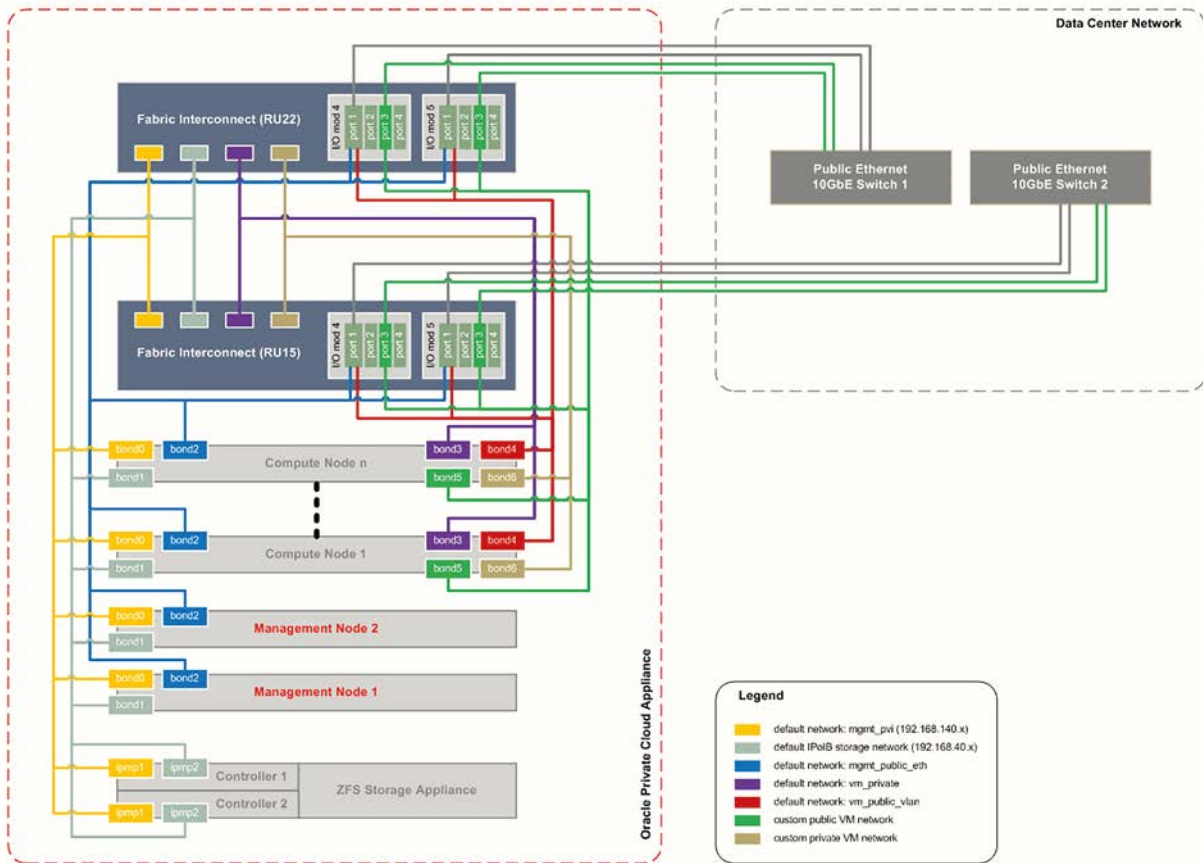 Data Center Network
Fabric Interconnect (RU22)
I/O mod 4
port 1
port 2
port 3
port 4
I/O mod 5
port 1
port 2
port 3
port 4
Public Ethernet
10GbE Switch 1
Public Ethernet
10GbE Switch 2
Fabric Interconnect (RU15)
I/O mod 4
port 1
port 2
port 3
port 4
I/O mod 5
port 1
port 2
port 3
port 4
bond0
bond2
bond3
bond4
Compute Node n
bond1
bond5
bond6
bond0
bond2
bond3
bond4
Compute Node 1
bond1
bond5
bond6
bond0
bond2
Management Node 2
bond1
bond0
bond2
Management Node 1
bond1
ipmp1
ipmp2
Controller 1
Controller 2
ipmp1
ipmp2
ZFS Storage Appliance
Oracle Private Cloud Appliance
Legend
default network: mgmt_pvi (192.168.140.x)
default IPoIB storage network (192.168.40.x)
default network: mgmt_public_eth
default network: vm_private
default network: vm_public_vlan
custom public VM network
custom private VM network